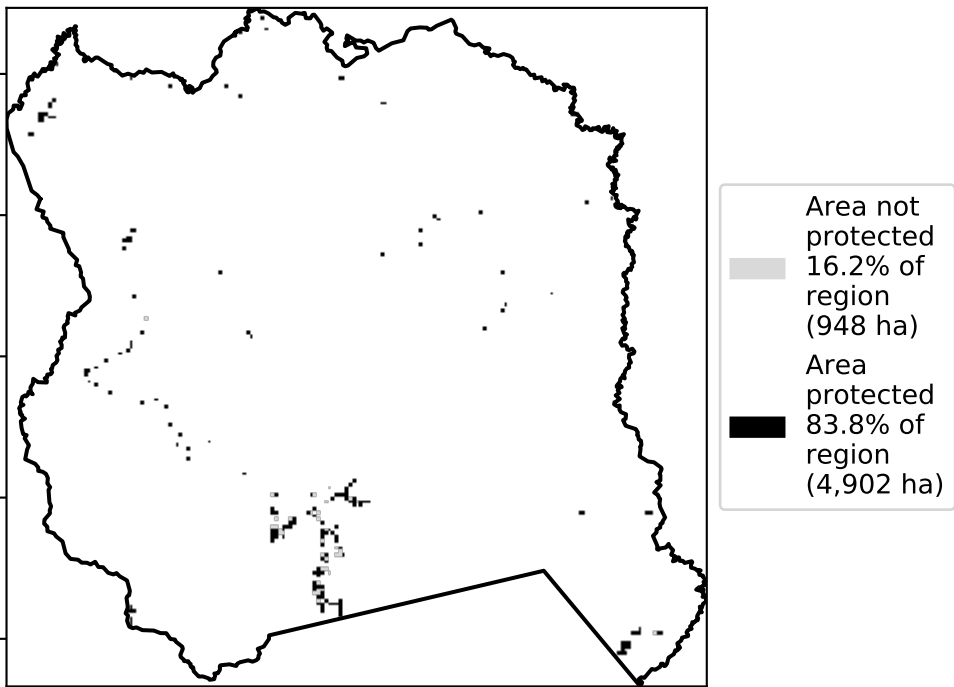 Area not
protected
16.2% of
region
(948 ha)
Area
protected
83.8% of
region
(4,902 ha)